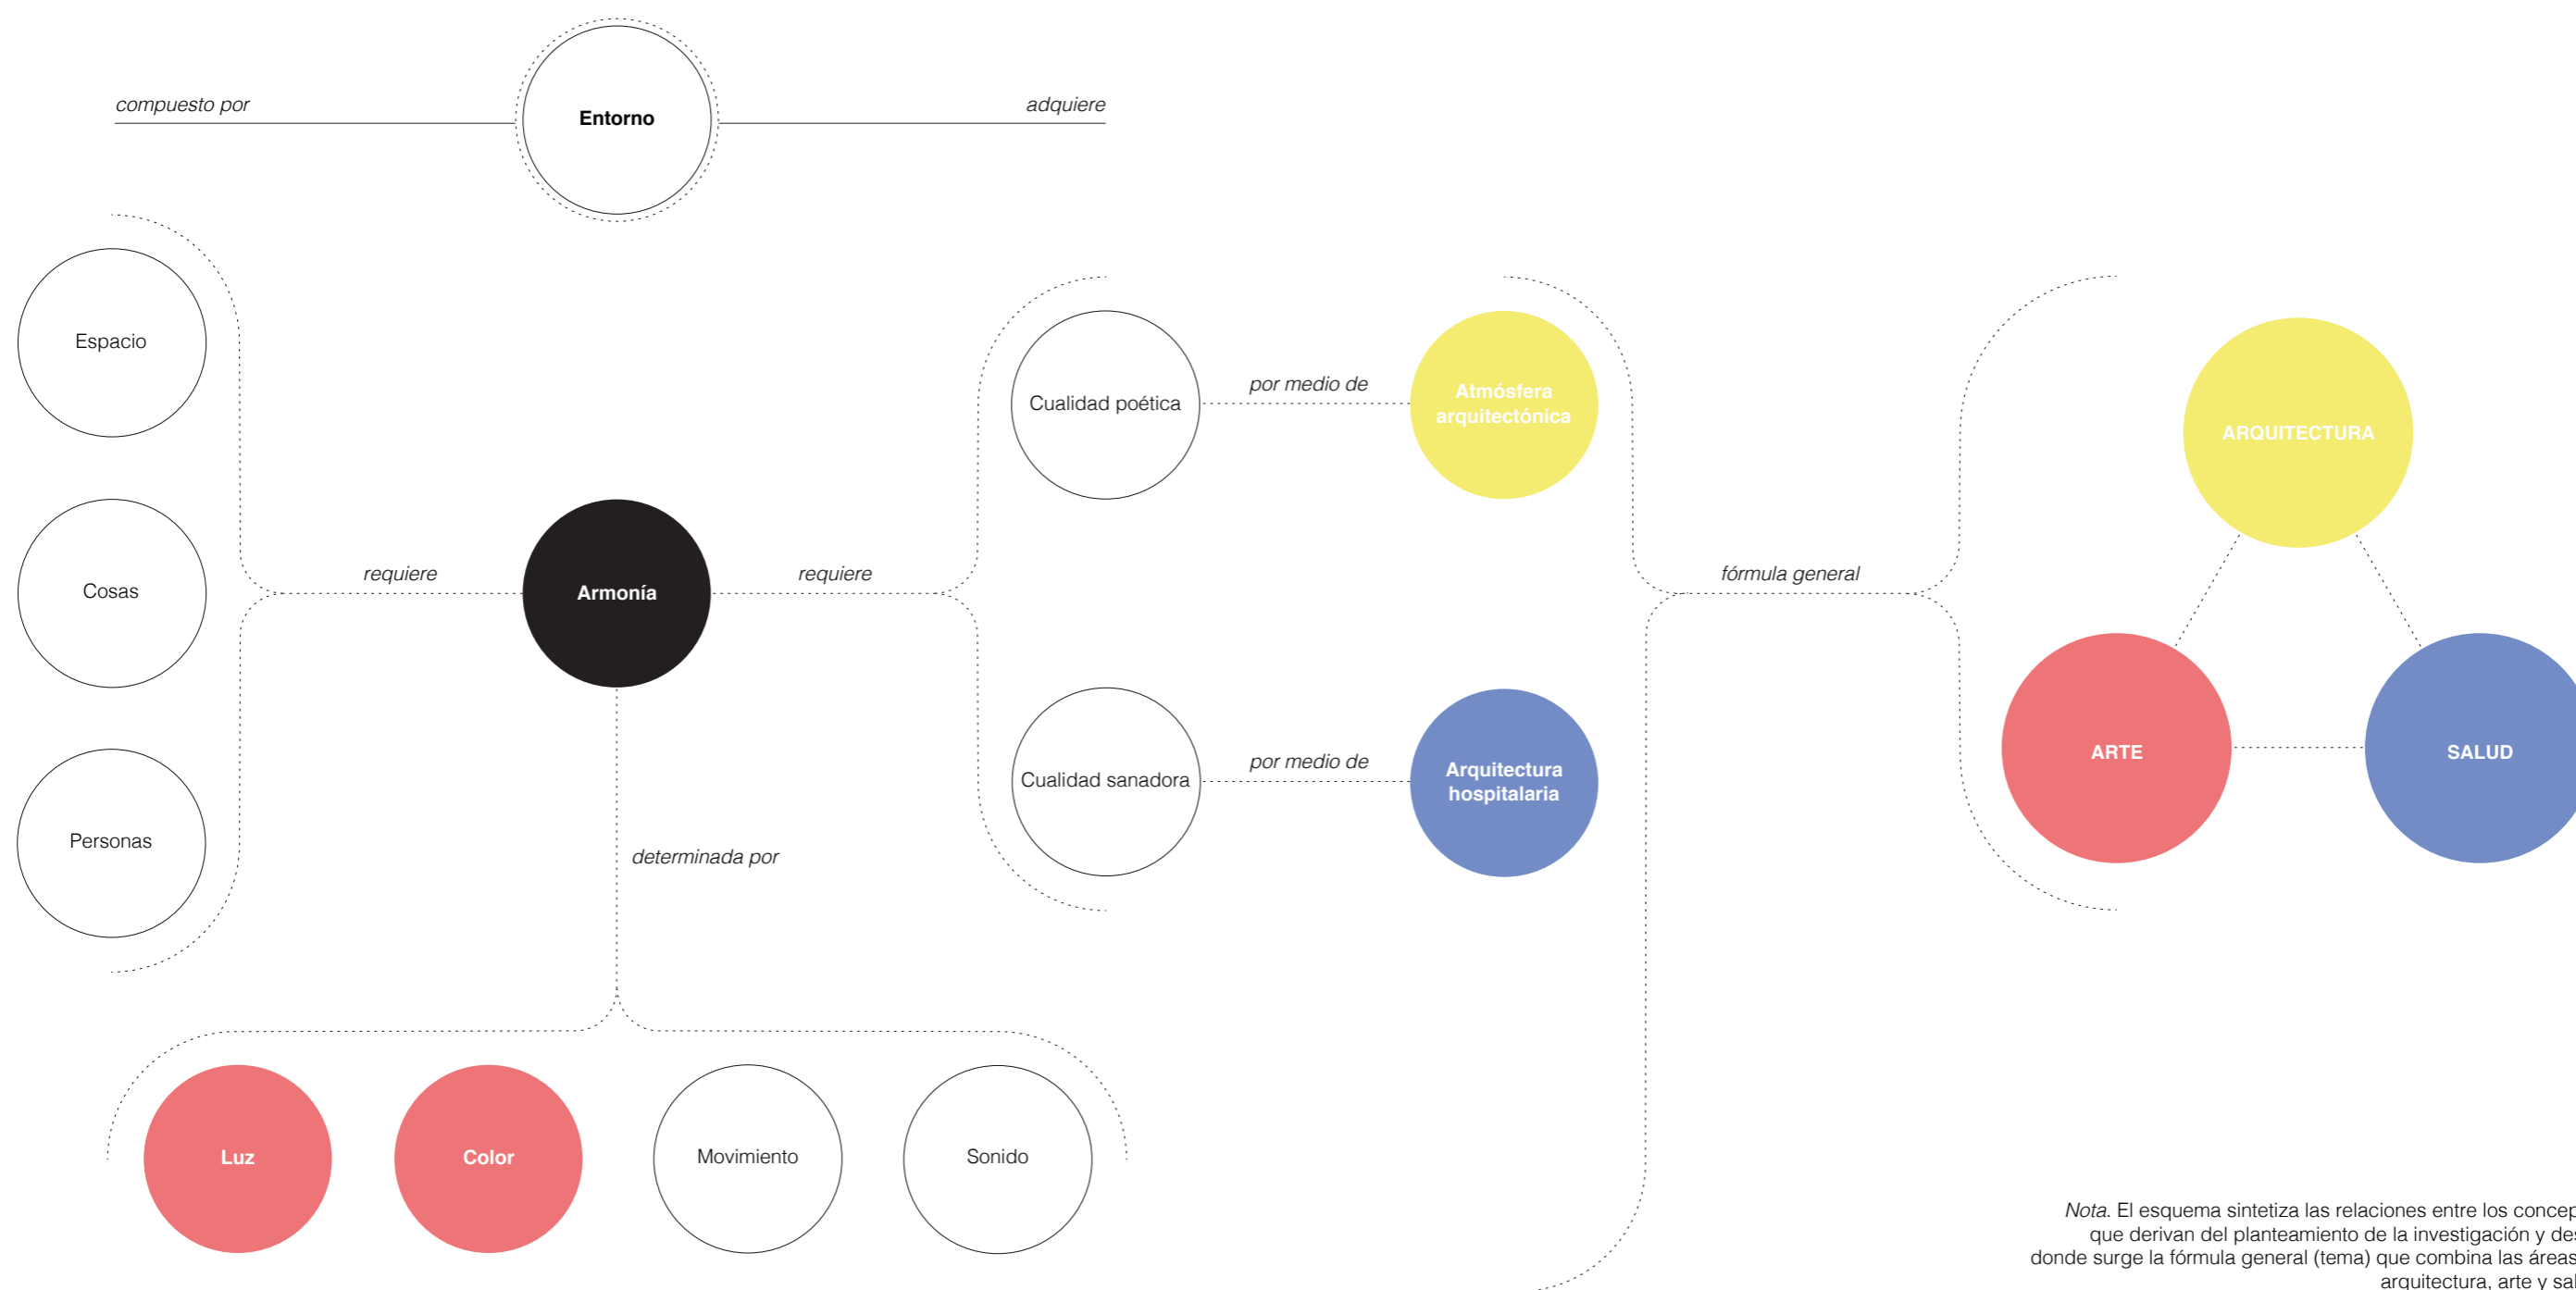 compuesto por
Entorno
adquiere
Espacio
Cosas
Personas
requiere
Armonía
requiere
determinada por
Cualidad poética
por medio de
Atmósfera
arquitectónica
Cualidad sanadora
por medio de
Arquitectura
hospitalaria
fórmula general
ARQUITECTURA
ARTE
SALUD
Luz
Color
Movimiento
Sonido
Nota. El esquema sintetiza las relaciones entre los
que derivan del planteamiento de la investigación y
donde surge la fórmula general (tema) que combina las áreas
arquitectura, arte y